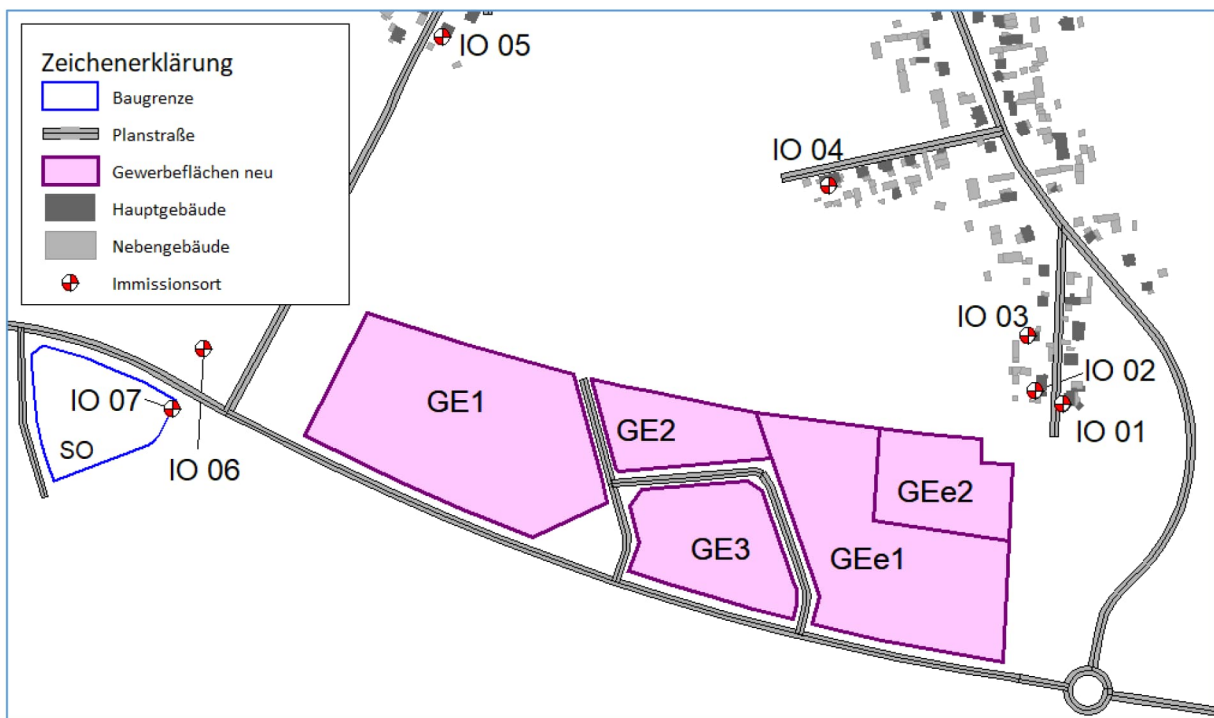 Zeichenerklärung
Baugrenze
Planstraße
Gewerbeflächen neu
Hauptgebäude
Nebengebäude
Immissionsort
IO 05
IO 04
IO 03
IO 02
IO 01
IO 07
SO
IO 06
GE1
GE2
GE3
GEe2
GEe1